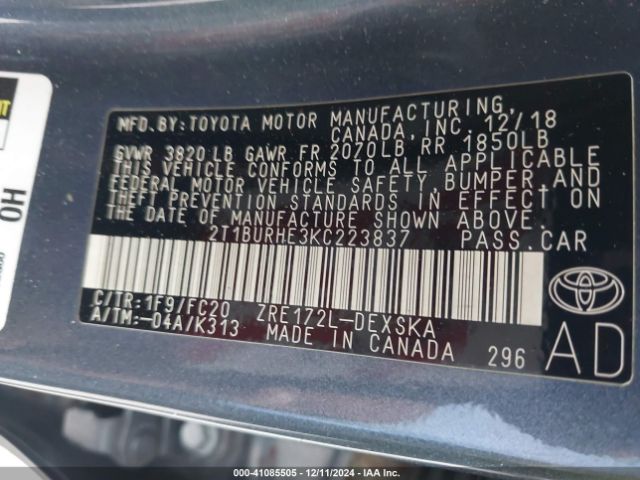 MFD.BY:TOYOTA MOTOR MANUFACTURING,
CANADA,INC. 12/18
GVWR 3820 LB GAWR FR 2070LB RR 1850LB
THIS VEHICLE CONFORMS TO ALL APPLICABLE
FEDERAL MOTOR VEHICLE SAFETY,BUMPER,AND
THEFT PREVENTION STANDARDS IN EFFECT ON
THE DATE OF MANUFACTURE SHOWN ABOVE.
2T1BURHE3KC223837 PASS.CAR
C/TR:1F9/FC20 ZRE172L-DEXSKA
A/TM:-04A/K313 MADE IN CANADA 296
AD
HO
000-41085505 - 12/11/2024 - IAA Inc.